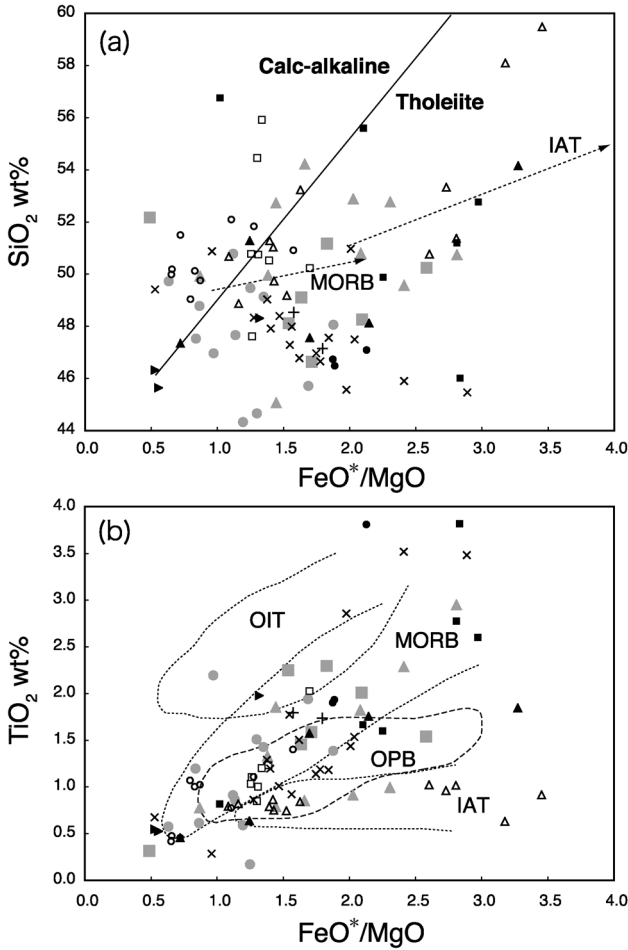 (a)
60
58
56
54
52
50
48
46
44
SiO2 wt%
Calc-alkaline
Tholeiite
IAT
MORB
0.0 0.5 1.0 1.5 2.0 2.5 3.0 3.5 4.0
FeO*/MgO
(b)
4.0
3.5
3.0
2.5
2.0
1.5
1.0
0.5
0.0
TiO2 wt%
OIT
MORB
OPB
IAT
0.0 0.5 1.0 1.5 2.0 2.5 3.0 3.5 4.0
FeO*/MgO